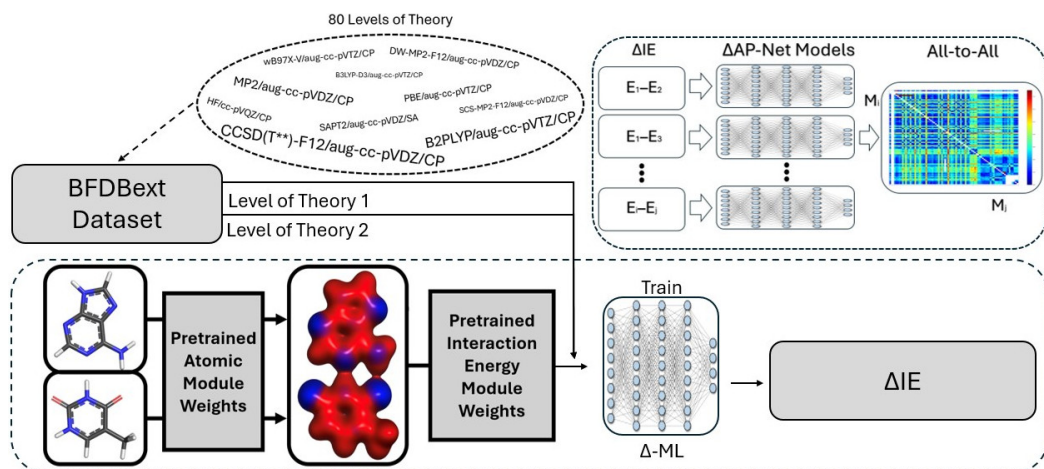 80 Levels of Theory
wB97X-V/aug-cc-pVTZ/CP
DW-MP2-F12/aug-cc-pVDZ/CP
B3LYP-D3/aug-cc-pVTZ/CP
MP2/aug-cc-pVDZ/CP
PBE/aug-cc-pVTZ/CP
HF/cc-pVQZ/CP
SCS-MP2-F12/aug-cc-pVDZ/CP
SAPT2/aug-cc-pVDZ/SA
B2PLYP/aug-cc-pVTZ/CP
CCSD(T**)-F12/aug-cc-pVDZ/CP
ΔIE
ΔAP-Net Models
All-to-All
E₁–E₂
E₁–E₃
Eᵢ–Eⱼ
Mᵢ
Mⱼ
BFDBext
Dataset
Level of Theory 1
Level of Theory 2
Pretrained
Atomic
Module
Weights
Pretrained
Interaction
Energy
Module
Weights
Train
Δ-ML
ΔIE